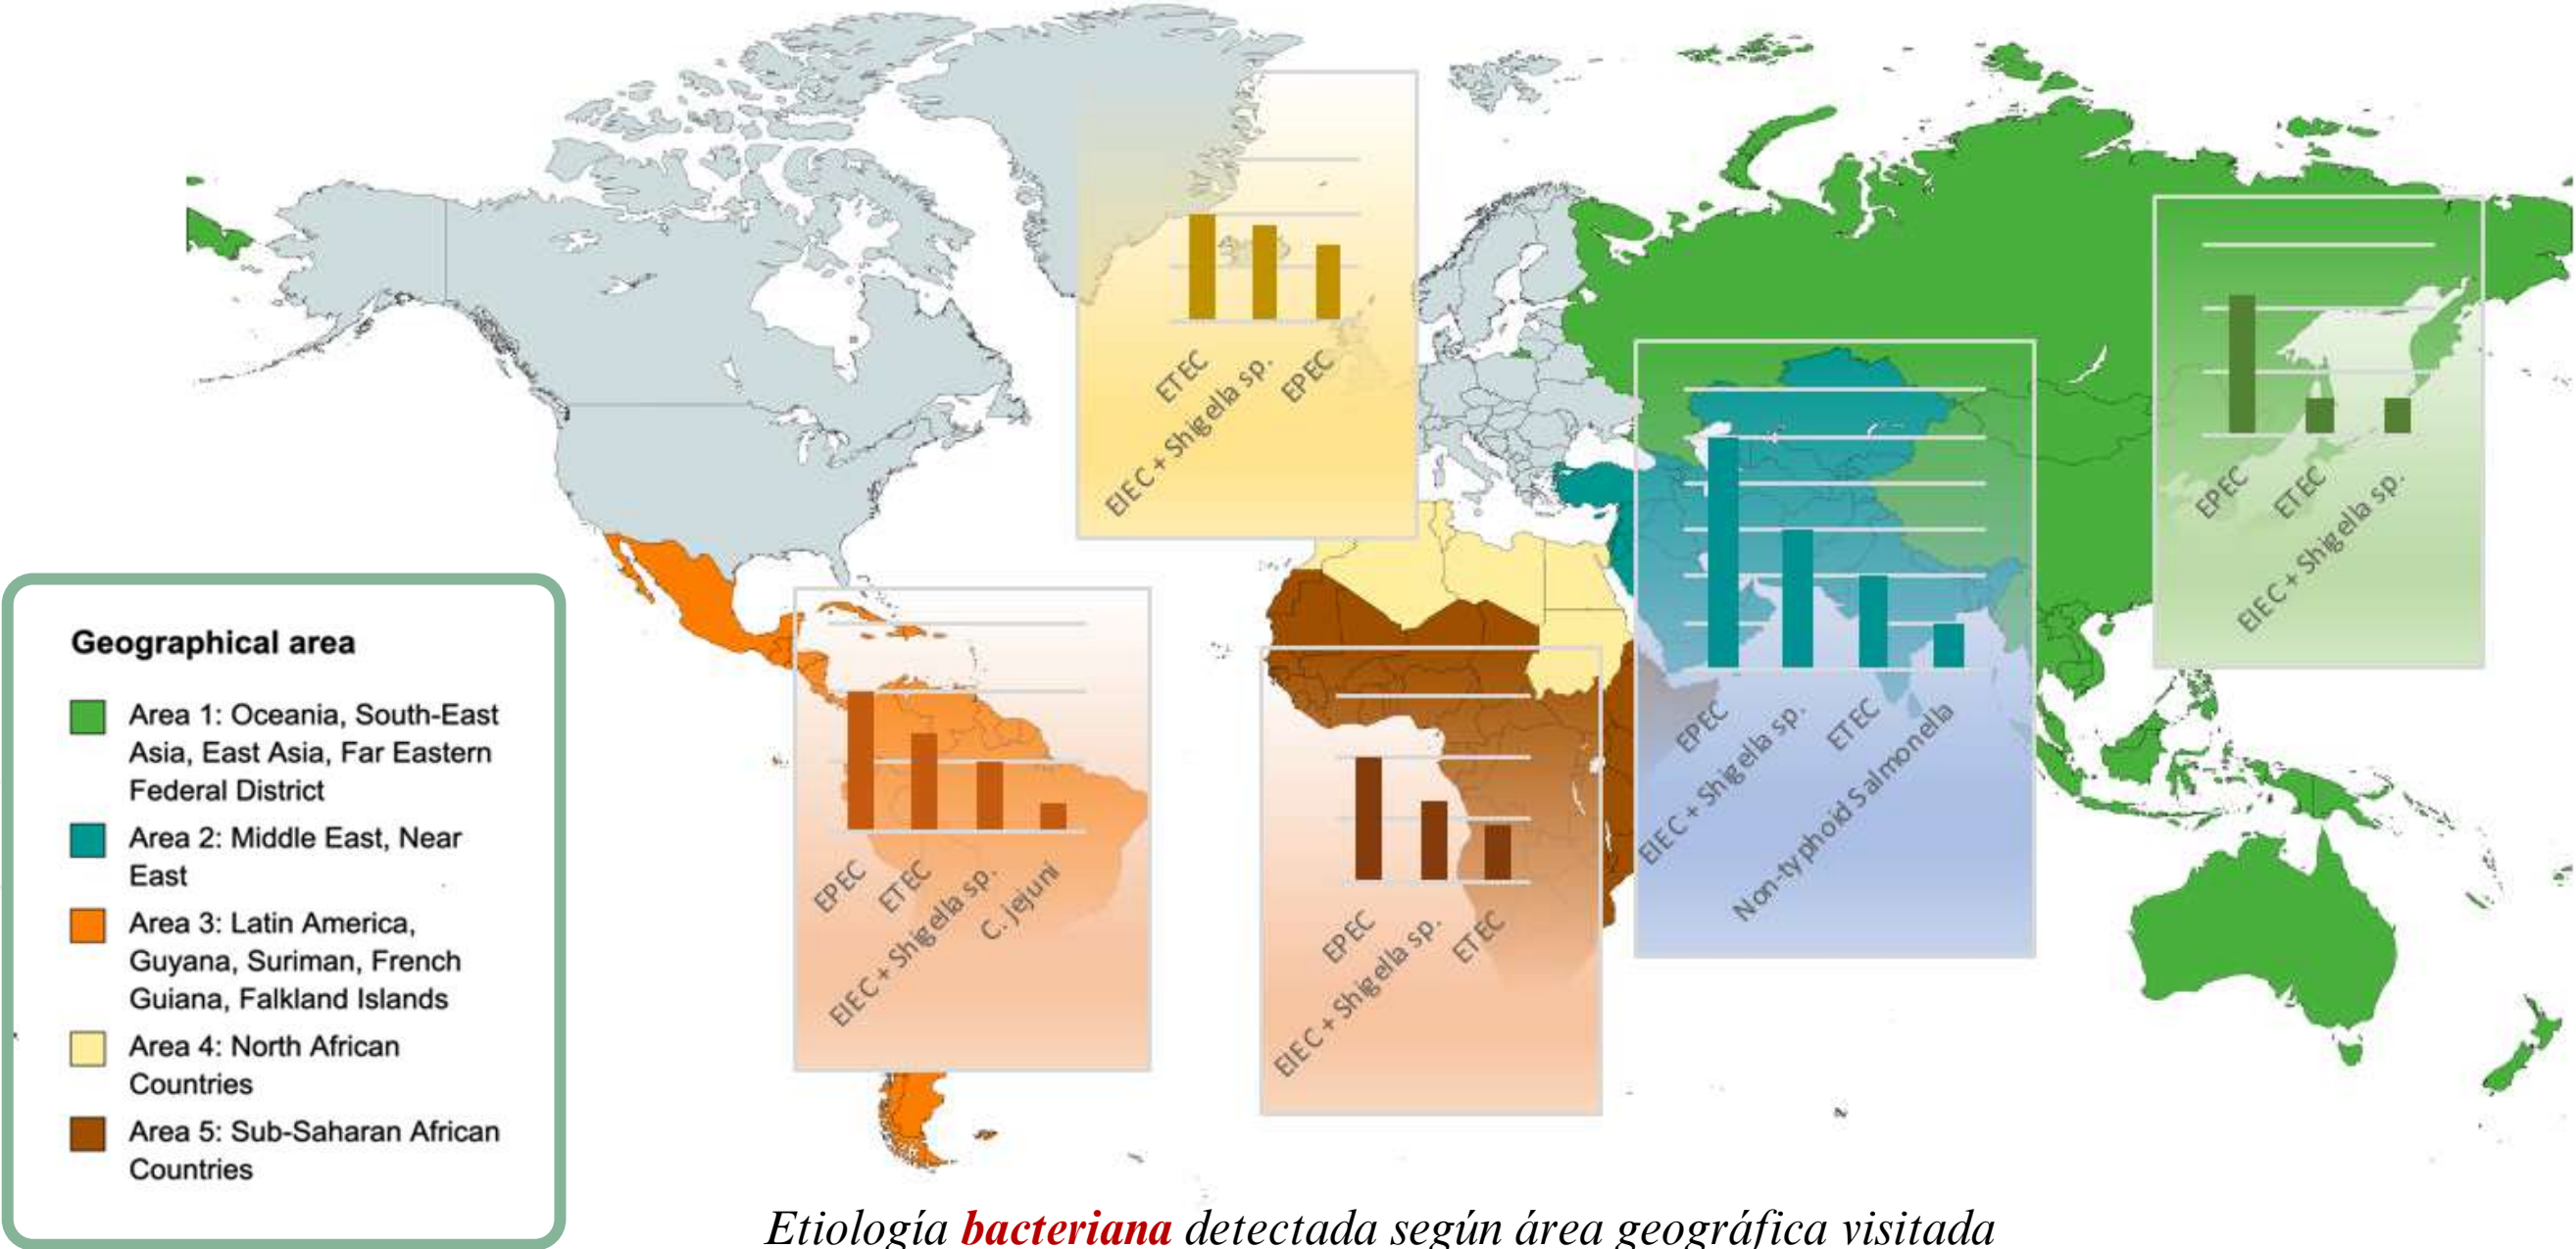 ETEC
EIEC + Shigella sp.
EPEC
EPEC
ETEC
EIEC + Shigella sp.
EPEC
EIEC + Shigella sp.
ETEC
Non-typhoid Salmonella
EPEC
ETEC
EIEC + Shigella sp.
C. jejuni
EPEC
EIEC + Shigella sp.
ETEC
Geographical area
Area 1: Oceania, South-East
Asia, East Asia, Far Eastern
Federal District
Area 2: Middle East, Near
East
Area 3: Latin America,
Guyana, Suriman, French
Guiana, Falkland Islands
Area 4: North African
Countries
Area 5: Sub-Saharan African
Countries
Etiología bacteriana detectada según área geográfica visitada